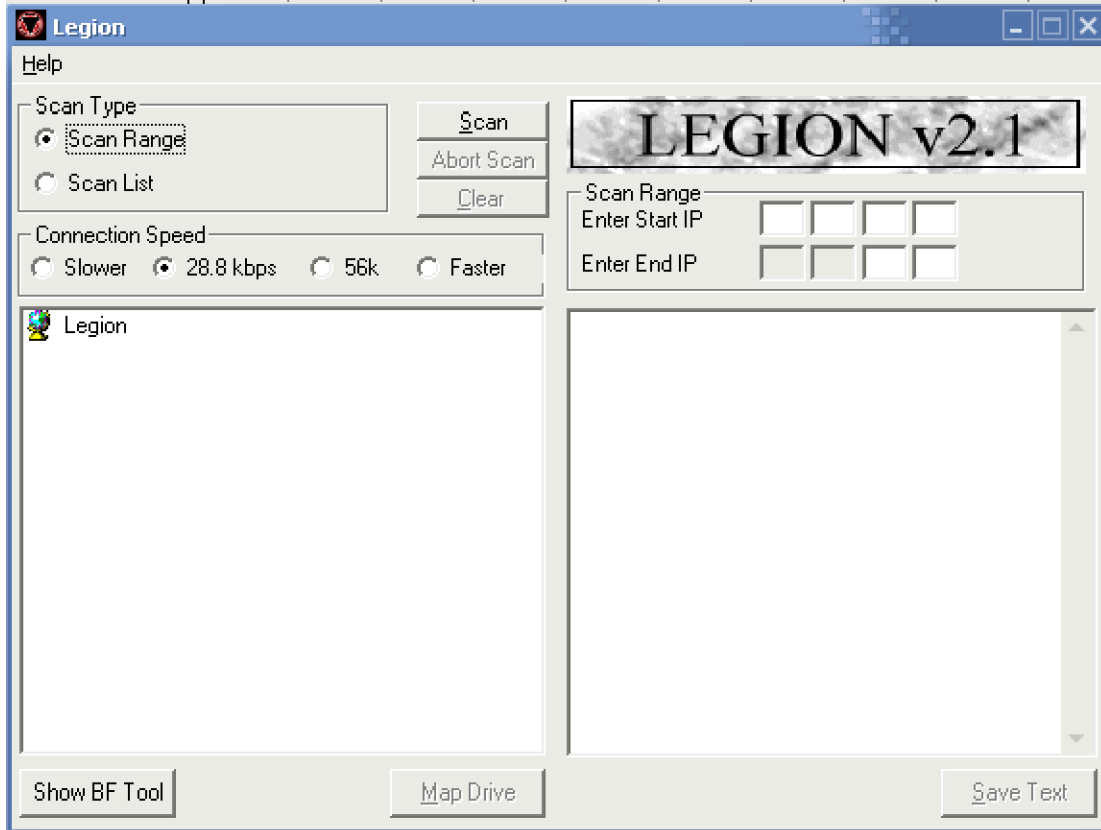 Legion
Help
Scan Type
Scan Range
Scan List
Scan
Abort Scan
Clear
LEGION v2.1
Connection Speed
Slower 28.8 kbps 56k Faster
Scan Range
Enter Start IP
Enter End IP
Legion
Show BF Tool
Map Drive
Save Text